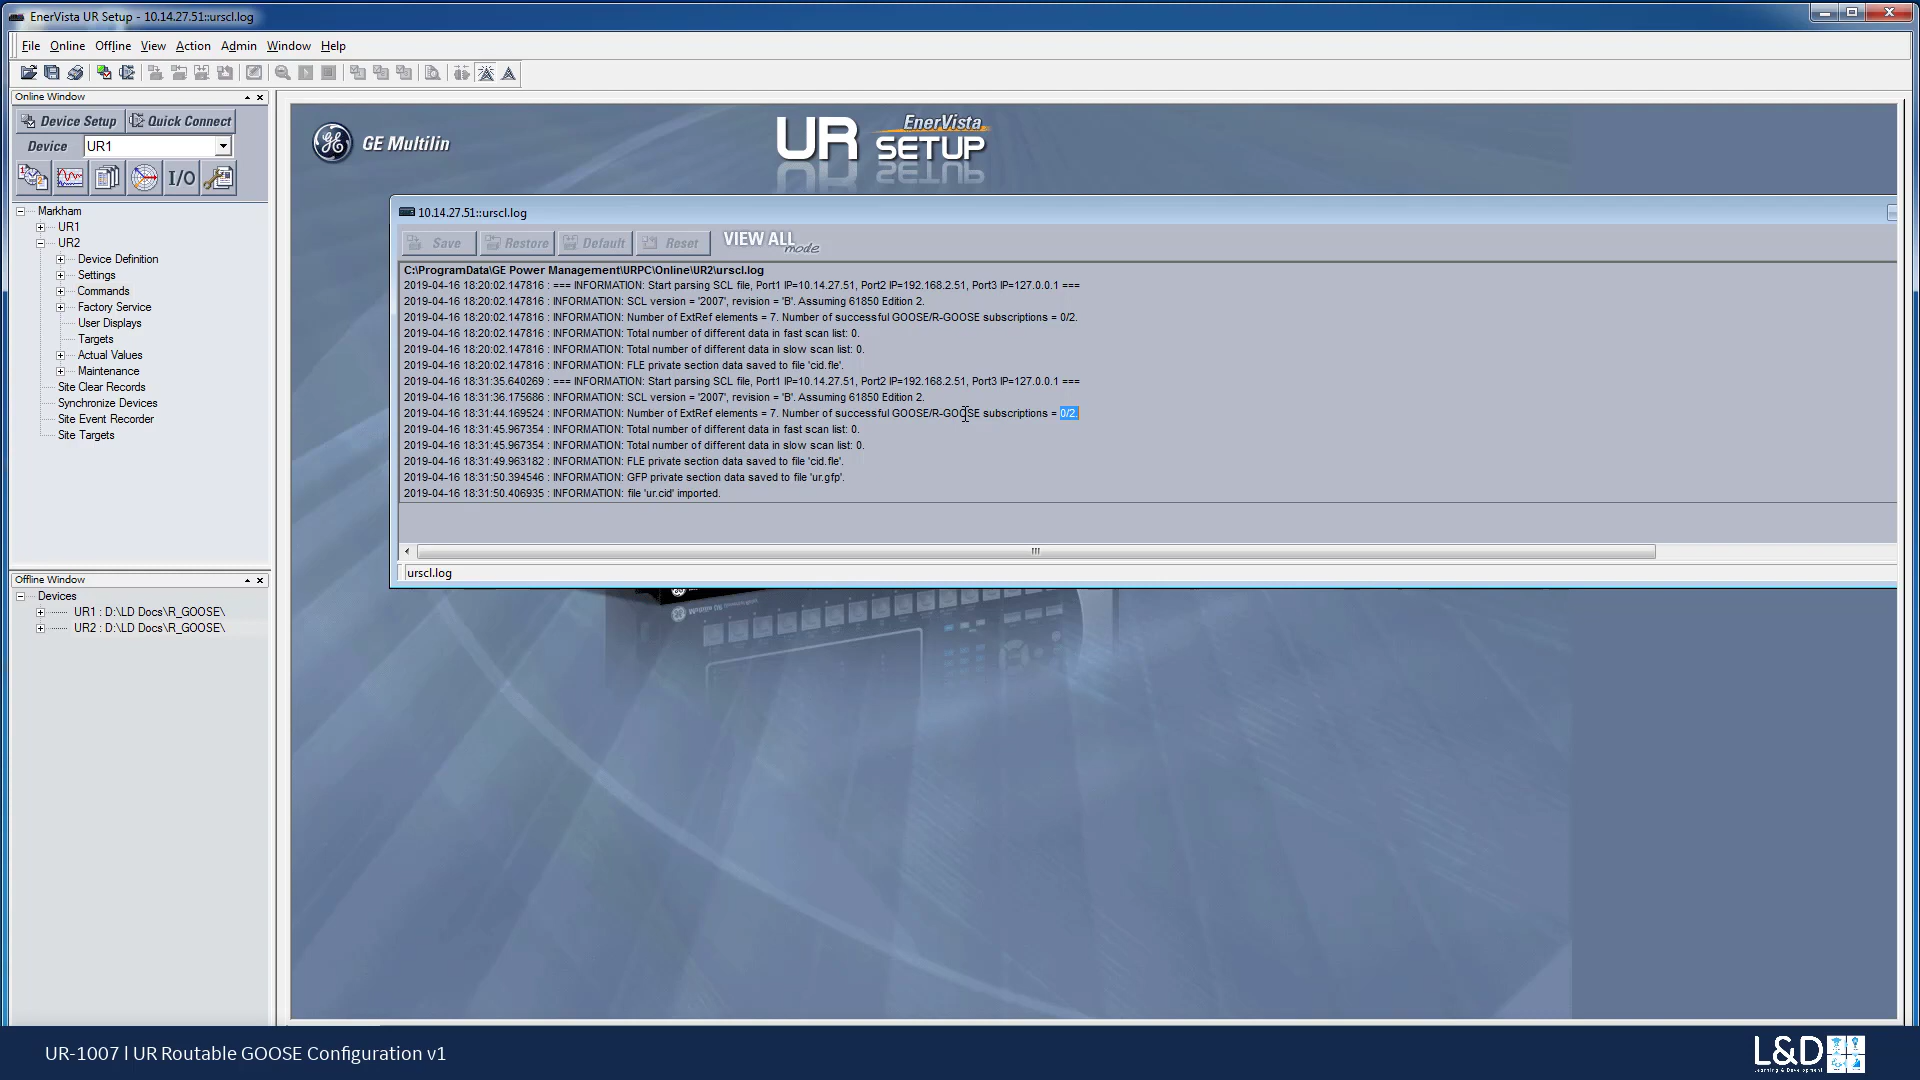 EnerVista UR Setup - 10.14.27.51::urscl.log
File Online Offline View Action Admin Window Help
Online Window
Device Setup Quick Connect
Device UR1
I/O
Markham
UR1
UR2
Device Definition
Settings
Commands
Factory Service
User Displays
Targets
Actual Values
Maintenance
Site Clear Records
Synchronize Devices
Site Event Recorder
Site Targets
Offline Window
Devices
UR1 : D:\LD Docs\R_GOOSE\
UR2 : D:\LD Docs\R_GOOSE\
GE Multilin
UR EnerVista SETUP
10.14.27.51::urscl.log
Save Restore Default Reset VIEW ALL mode
C:\ProgramData\GE Power Management\URPC\Online\UR2\urscl.log
2019-04-16 18:20:02.147816 : === INFORMATION: Start parsing SCL file, Port1 IP=10.14.27.51, Port2 IP=192.168.2.51, Port3 IP=127.0.0.1 ===
2019-04-16 18:20:02.147816 : INFORMATION: SCL version = '2007', revision = 'B'. Assuming 61850 Edition 2.
2019-04-16 18:20:02.147816 : INFORMATION: Number of ExtRef elements = 7. Number of successful GOOSE/R-GOOSE subscriptions = 0/2.
2019-04-16 18:20:02.147816 : INFORMATION: Total number of different data in fast scan list: 0.
2019-04-16 18:20:02.147816 : INFORMATION: Total number of different data in slow scan list: 0.
2019-04-16 18:20:02.147816 : INFORMATION: FLE private section data saved to file 'cid.fle'.
2019-04-16 18:31:35.640269 : === INFORMATION: Start parsing SCL file, Port1 IP=10.14.27.51, Port2 IP=192.168.2.51, Port3 IP=127.0.0.1 ===
2019-04-16 18:31:36.175686 : INFORMATION: SCL version = '2007', revision = 'B'. Assuming 61850 Edition 2.
2019-04-16 18:31:44.169524 : INFORMATION: Number of ExtRef elements = 7. Number of successful GOOSE/R-GOOSE subscriptions = 0/2.
2019-04-16 18:31:45.967354 : INFORMATION: Total number of different data in fast scan list: 0.
2019-04-16 18:31:45.967354 : INFORMATION: Total number of different data in slow scan list: 0.
2019-04-16 18:31:49.963182 : INFORMATION: FLE private section data saved to file 'cid.fle'.
2019-04-16 18:31:50.394546 : INFORMATION: GFP private section data saved to file 'ur.gfp'.
2019-04-16 18:31:50.406935 : INFORMATION: file 'ur.cid' imported.
urscl.log
UR-1007 l UR Routable GOOSE Configuration v1
L&D
Learning & Development